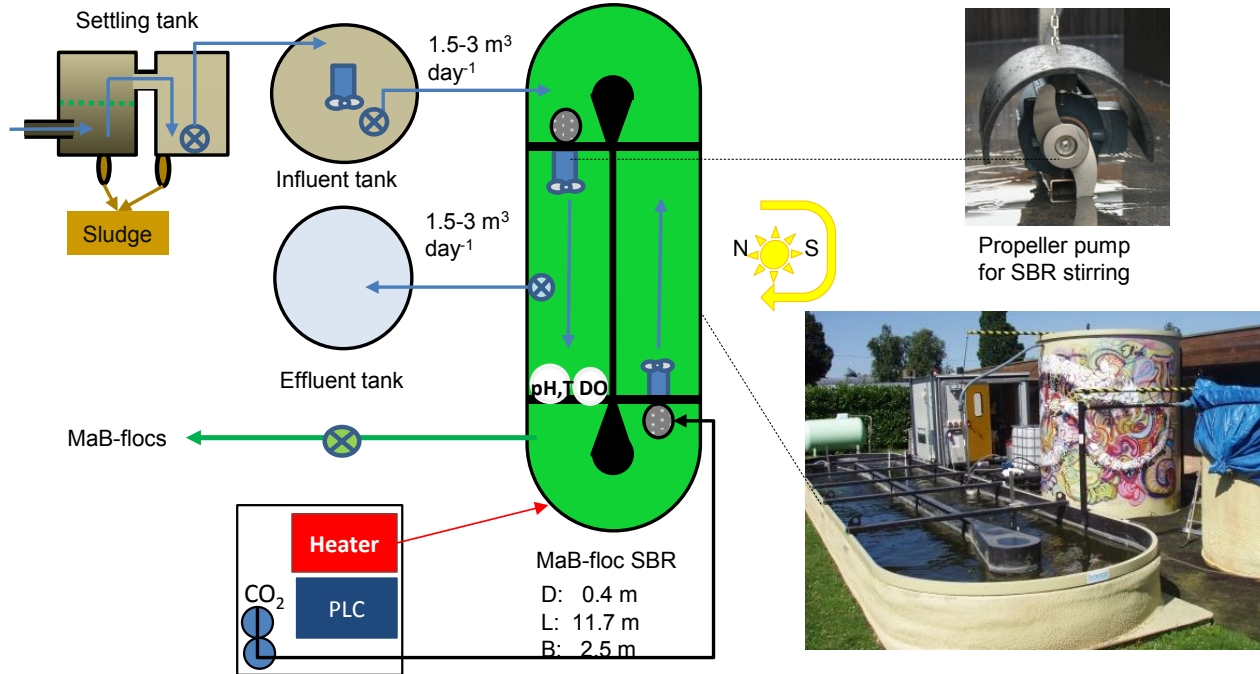 Settling tank
1.5-3 m³
day⁻¹
Influent tank
Sludge
1.5-3 m³
day⁻¹
Effluent tank
MaB-flocs
pH,T DO
N S
Propeller pump
for SBR stirring
Heater
PLC
CO₂
MaB-floc SBR
D: 0.4 m
L: 11.7 m
B: 2.5 m